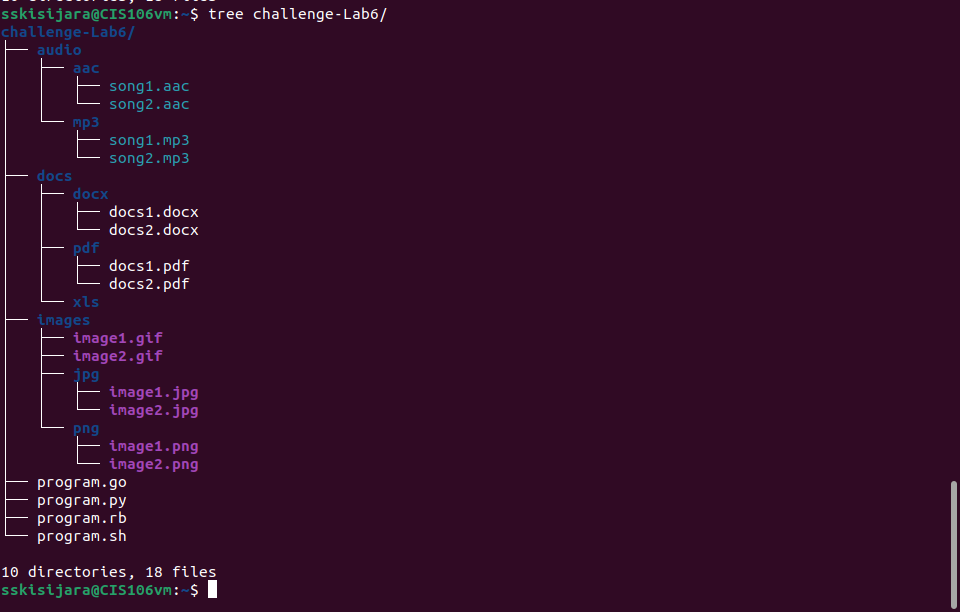 sskisijara@CIS106vm:~$ tree challenge-Lab6/
challenge-Lab6/
├── audio
│   ├── aac
│   │   ├── song1.aac
│   │   └── song2.aac
│   └── mp3
│       ├── song1.mp3
│       └── song2.mp3
├── docs
│   ├── docx
│   │   ├── docs1.docx
│   │   └── docs2.docx
│   ├── pdf
│   │   ├── docs1.pdf
│   │   └── docs2.pdf
│   └── xls
├── images
│   ├── image1.gif
│   ├── image2.gif
│   ├── jpg
│   │   ├── image1.jpg
│   │   └── image2.jpg
│   └── png
│       ├── image1.png
│       └── image2.png
├── program.go
├── program.py
├── program.rb
└── program.sh
10 directories, 18 files
sskisijara@CIS106vm:~$